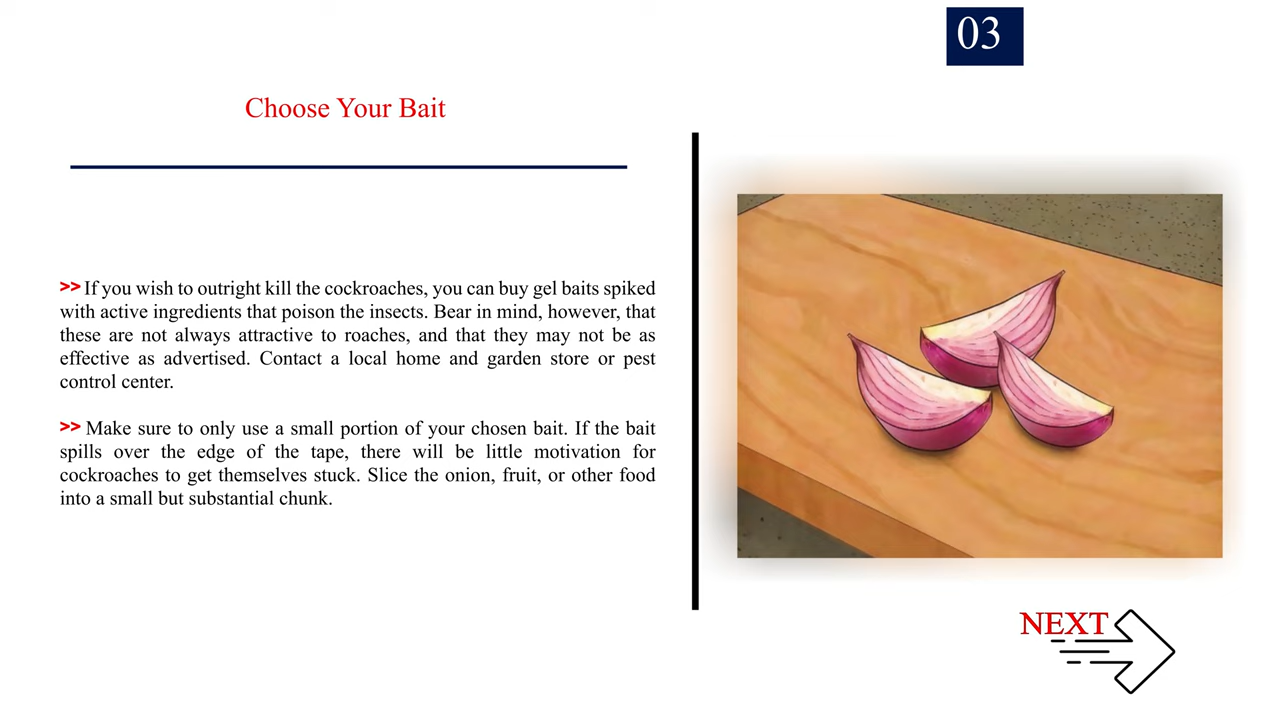 03
Choose Your Bait
>> If you wish to outright kill the cockroaches, you can buy gel baits spiked
with active ingredients that poison the insects. Bear in mind, however, that
these are not always attractive to roaches, and that they may not be as
effective as advertised. Contact a local home and garden store or pest
control center.
>> Make sure to only use a small portion of your chosen bait. If the bait
spills over the edge of the tape, there will be little motivation for
cockroaches to get themselves stuck. Slice the onion, fruit, or other food
into a small but substantial chunk.
NEXT